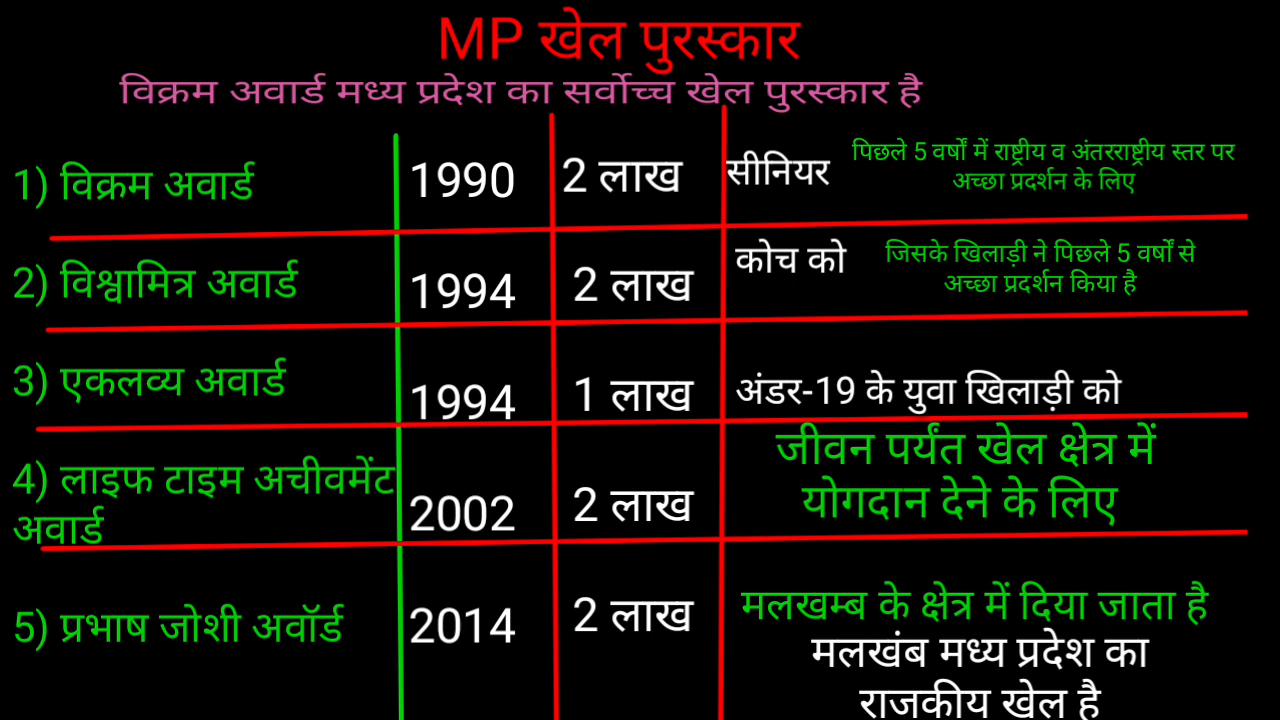 MP खेल पुरस्कार
विक्रम अवार्ड मध्य प्रदेश का सर्वोच्च खेल पुरस्कार है
1) विक्रम अवार्ड 1990 2 लाख सीनियर पिछले 5 वर्षों में राष्ट्रीय व अंतरराष्ट्रीय स्तर पर
अच्छा प्रदर्शन के लिए
2) विश्वामित्र अवार्ड 1994 2 लाख कोच को जिसके खिलाड़ी ने पिछले 5 वर्षों से
अच्छा प्रदर्शन किया है
3) एकलव्य अवार्ड 1994 1 लाख अंडर-19 के युवा खिलाड़ी को
4) लाइफ टाइम अचीवमेंट
अवार्ड 2002 2 लाख जीवन पर्यंत खेल क्षेत्र में
योगदान देने के लिए
5) प्रभाष जोशी अवॉर्ड 2014 2 लाख मलखम्ब के क्षेत्र में दिया जाता है
मलखंब मध्य प्रदेश का
राजकीय खेल है